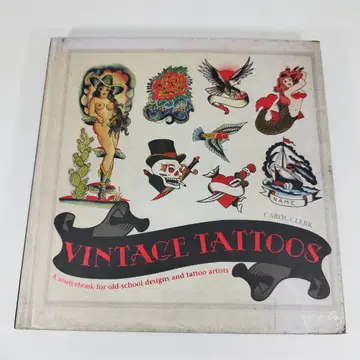 NAME
CAROL CLERK
VINTAGE TATTOOS
A sourcebook for old-school designs and tattoo artists